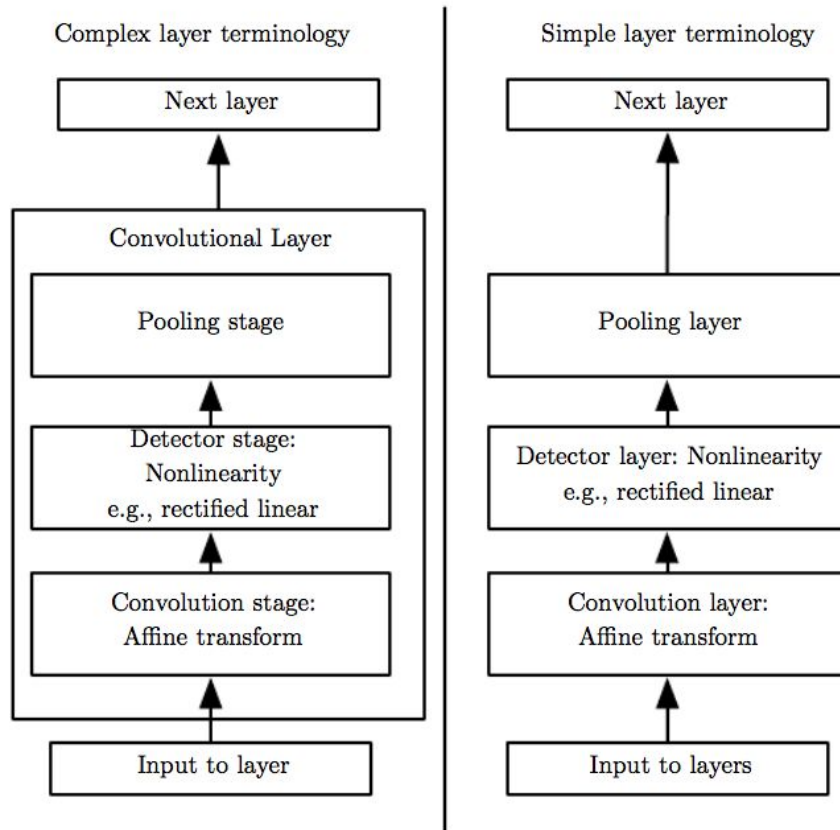 Complex layer terminology
Next layer
Convolutional Layer
Pooling stage
Detector stage:
Nonlinearity
e.g., rectified linear
Convolution stage:
Affine transform
Input to layer
Simple layer terminology
Next layer
Pooling layer
Detector layer: Nonlinearity
e.g., rectified linear
Convolution layer:
Affine transform
Input to layers